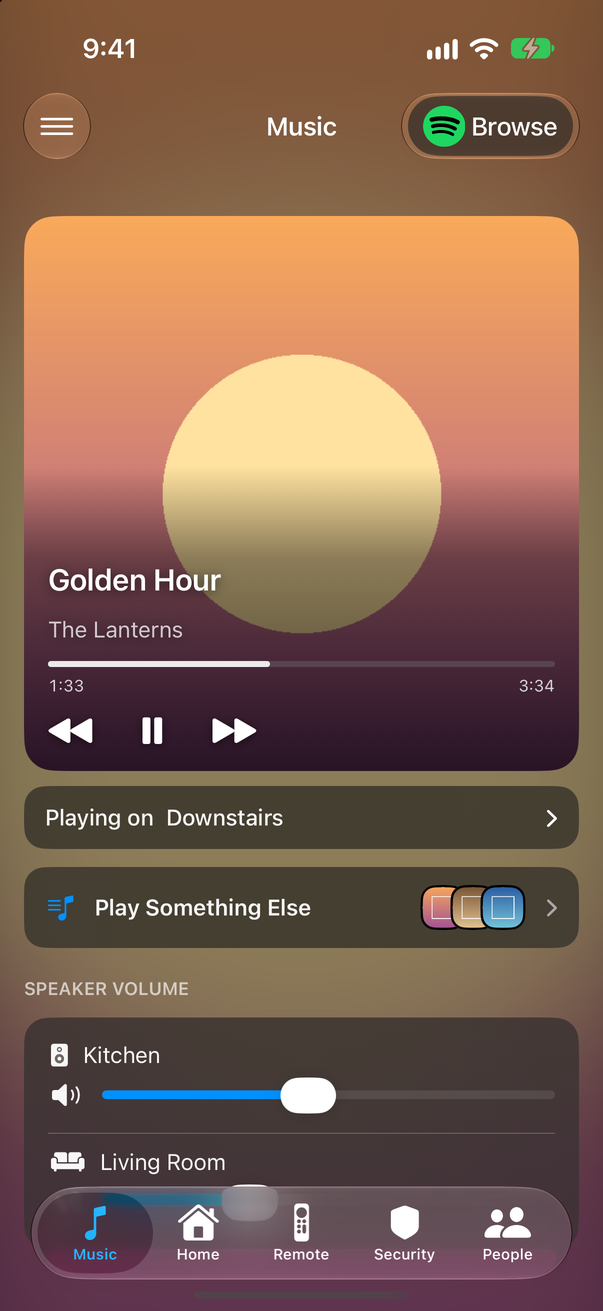 9:41
Music
Browse
Golden Hour
The Lanterns
1:33
3:34
Playing on Downstairs
Play Something Else
SPEAKER VOLUME
Kitchen
Living Room
Music
Home
Remote
Security
People